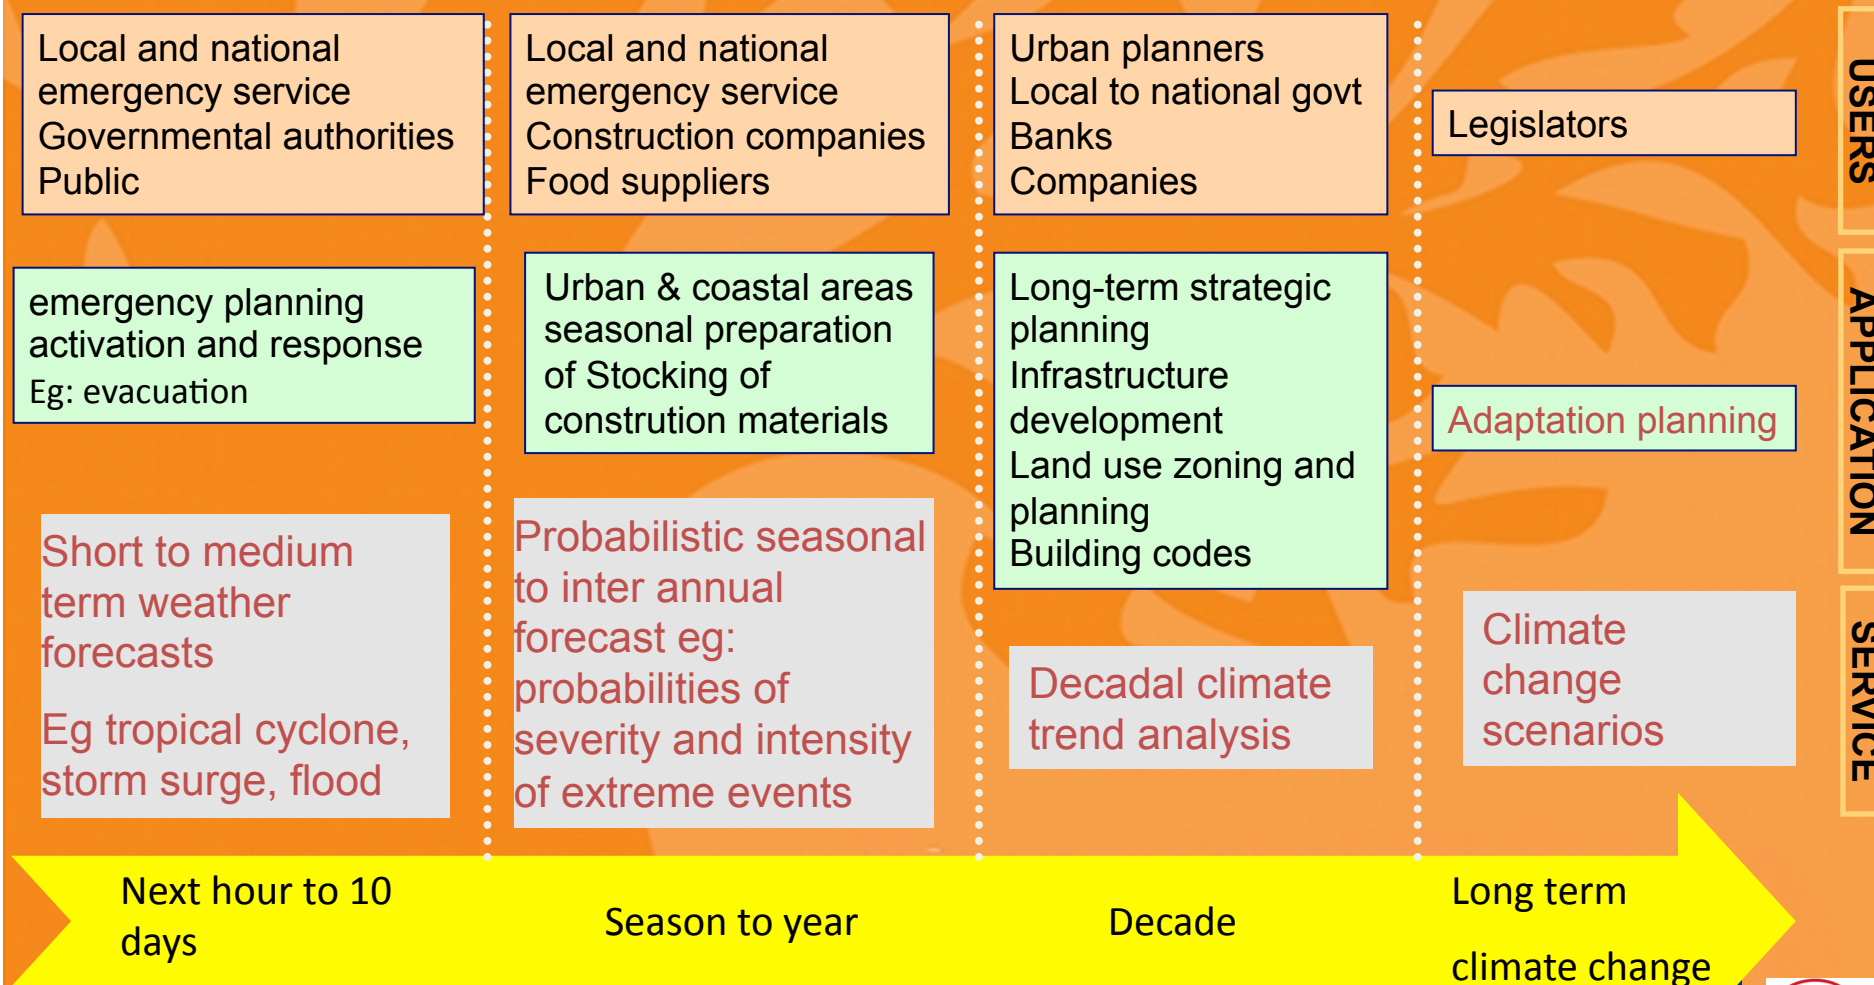 Local and national
emergency service
Governmental authorities
Public
Local and national
emergency service
Construction companies
Food suppliers
Urban planners
Local to national govt
Banks
Companies
Legislators
USERS
emergency planning
activation and response
Eg: evacuation
Urban & coastal areas
seasonal preparation
of Stocking of
constrution materials
Long-term strategic
planning
Infrastructure
development
Land use zoning and
planning
Building codes
Adaptation planning
APPLICATION
Short to medium
term weather
forecasts
Eg tropical cyclone,
storm surge, flood
Probabilistic seasonal
to inter annual
forecast eg:
probabilities of
severity and intensity
of extreme events
Decadal climate
trend analysis
Climate
change
scenarios
SERVICE
Next hour to 10
days
Season to year
Decade
Long term
climate change